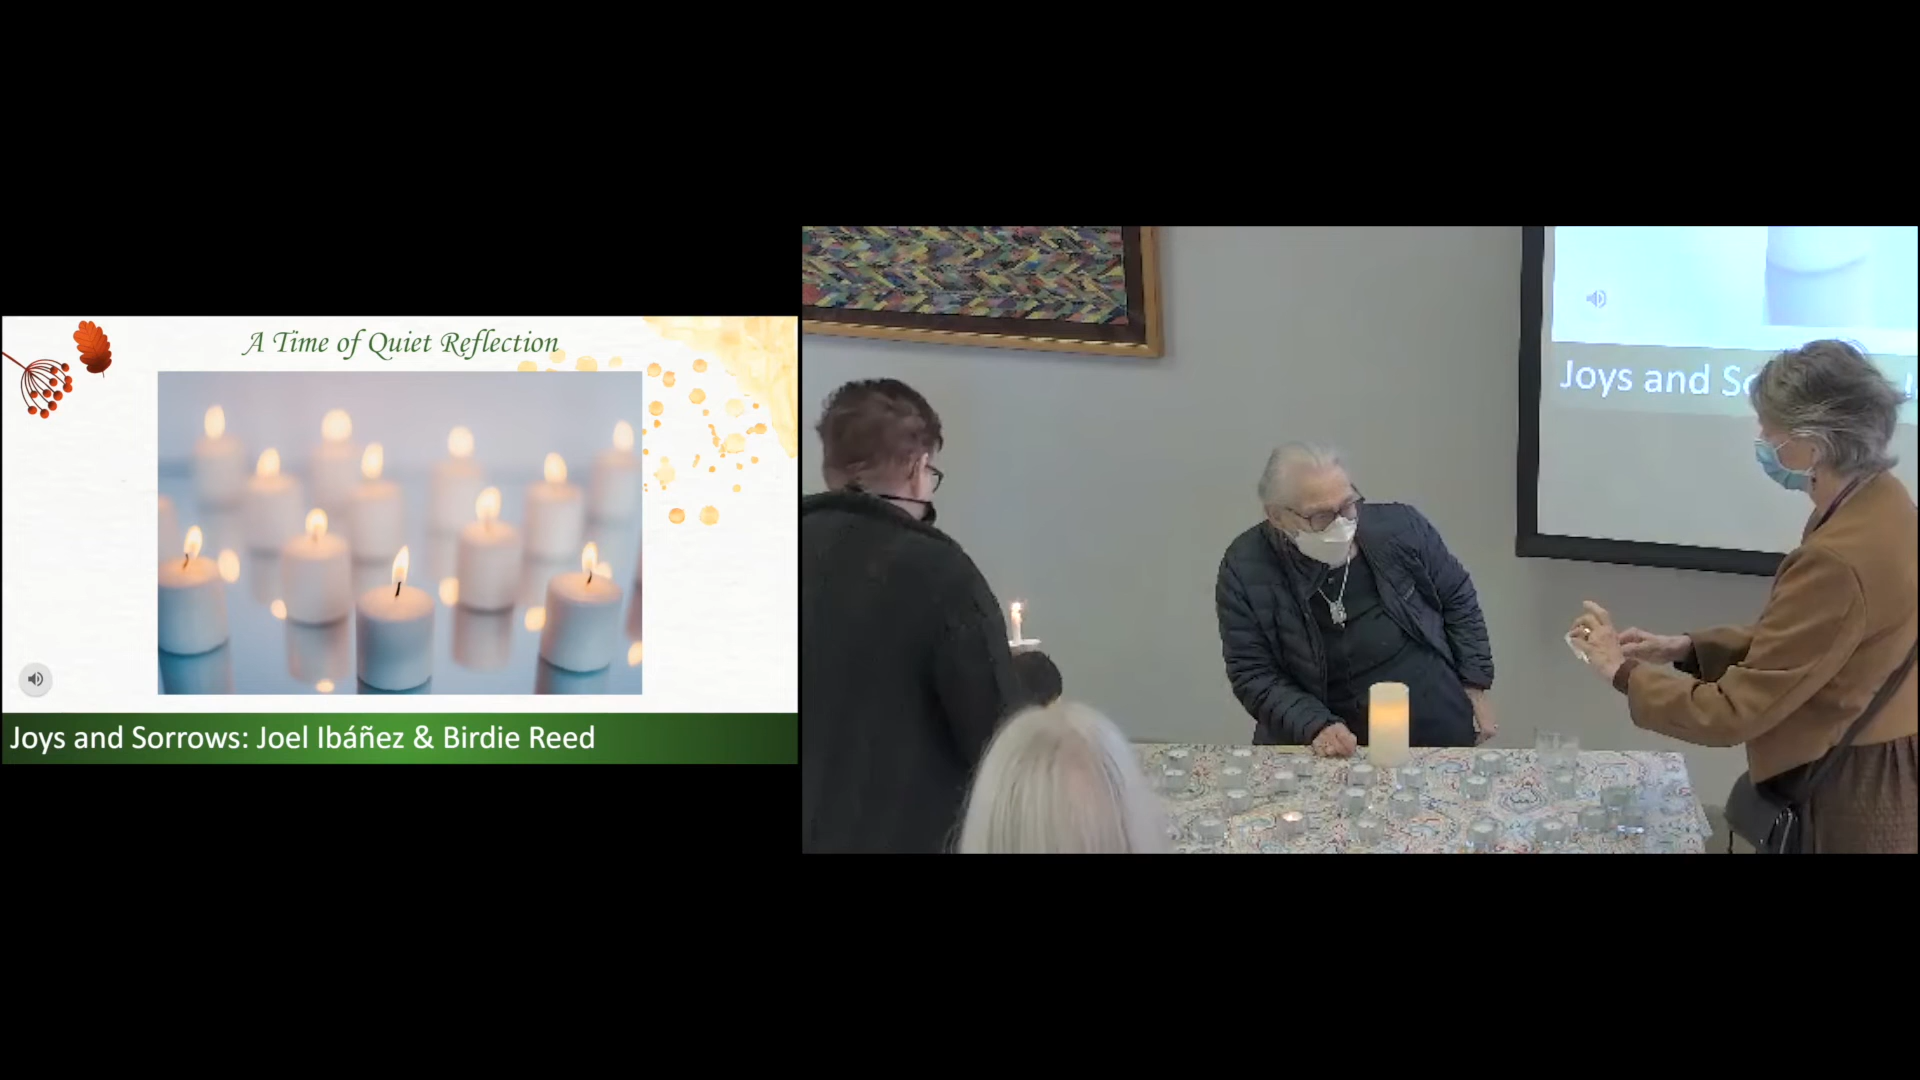 A Time of Quiet Reflection
Joys and Sorrows: Joel Ibáñez & Birdie Reed
Joys and